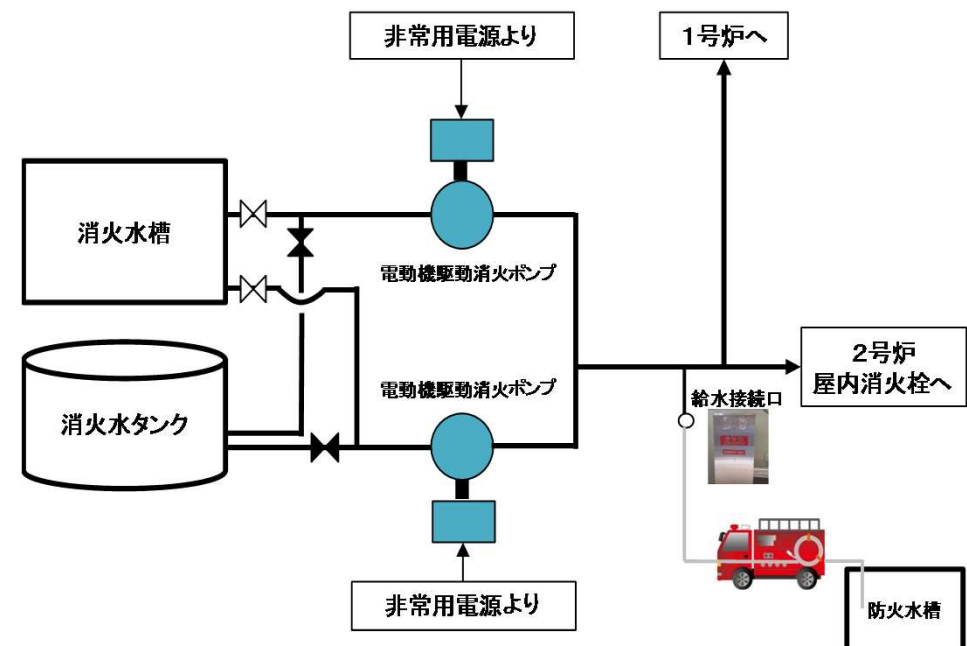 非常用電源より
1号炉へ
消火水槽
電動機駆動消火ポンプ
2号炉
屋内消火栓へ
電動機駆動消火ポンプ
給水接続口
消火水タンク
非常用電源より
防火水槽